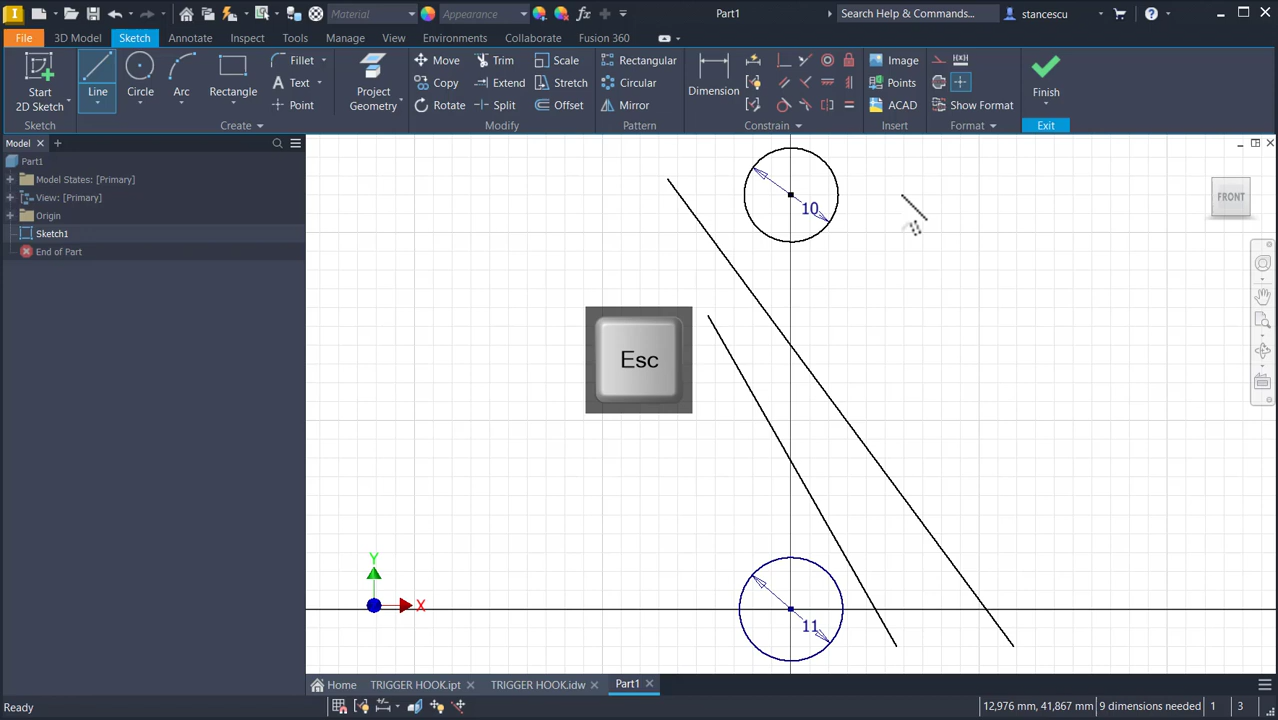 Material
Appearance
Part1
Search Help & Commands...
stancescu
File
3D Model
Sketch
Annotate
Inspect
Tools
Manage
View
Environments
Collaborate
Fusion 360
Start
2D Sketch
Line
Circle
Arc
Rectangle
Fillet
Text
Point
Project
Geometry
Move
Copy
Rotate
Trim
Extend
Split
Scale
Stretch
Offset
Rectangular
Circular
Mirror
Dimension
Image
Points
ACAD
Show Format
Finish
Sketch
Create
Modify
Pattern
Constrain
Insert
Format
Exit
Model
Part1
Model States: [Primary]
View: [Primary]
Origin
Sketch1
End of Part
10
FRONT
Esc
11
Y
X
Home
TRIGGER HOOK.ipt
TRIGGER HOOK.idw
Part1
Ready
12,976 mm, 41,867 mm
9 dimensions needed
1
3